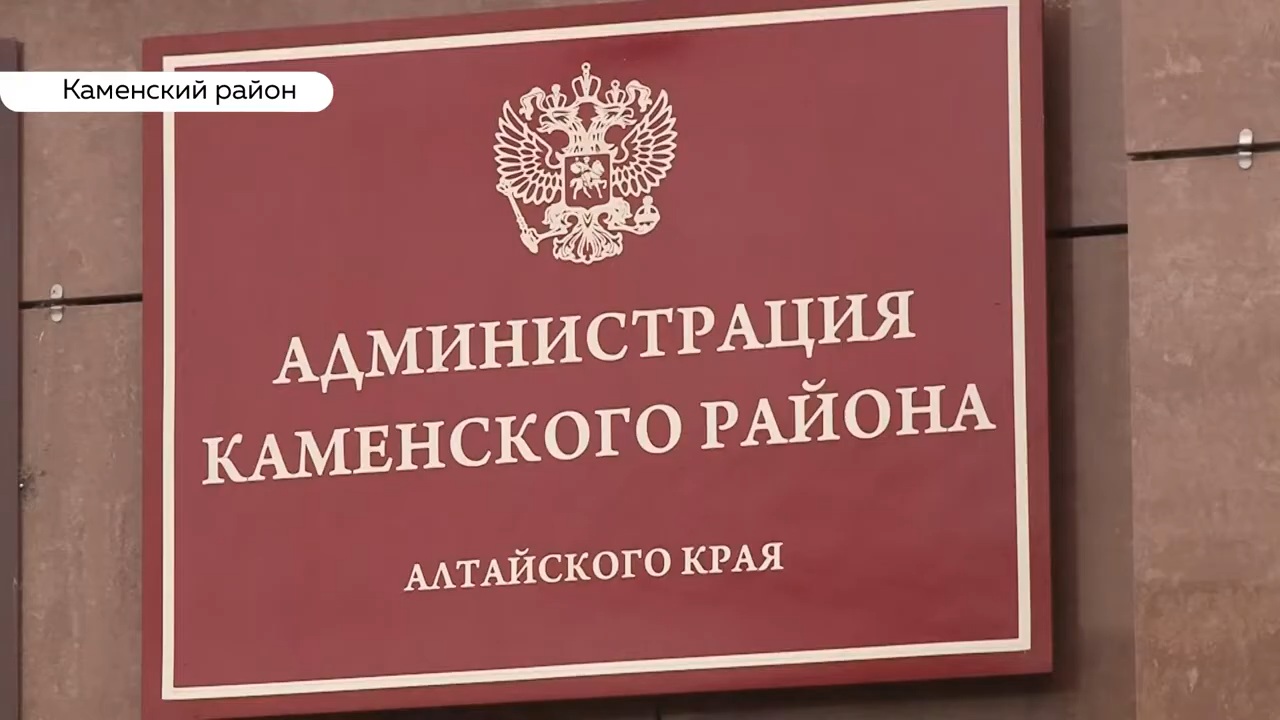 Каменский район
АДМИНИСТРАЦИЯ
КАМЕНСКОГО РАЙОНА
АЛТАЙСКОГО КРАЯ